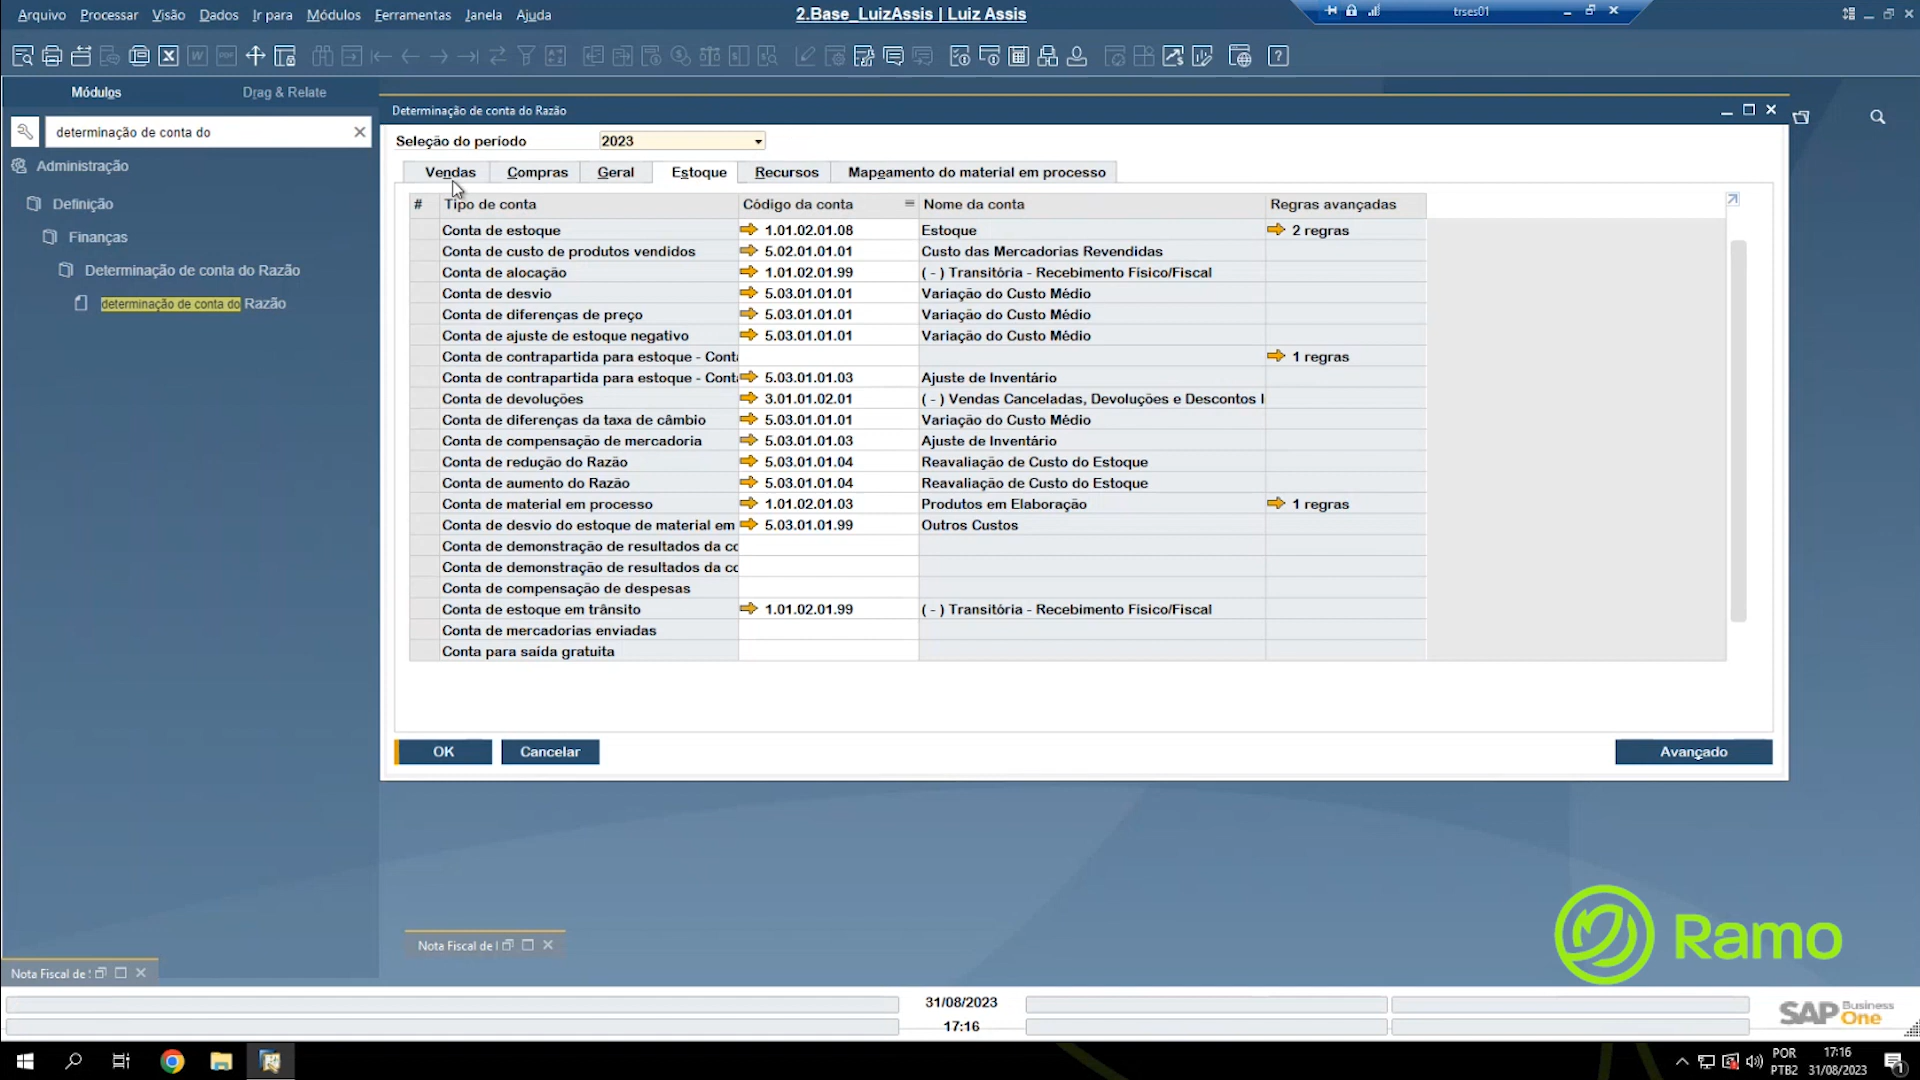 Arquivo Processar Visão Dados Ir para Módulos Ferramentas Janela Ajuda
2.Base_LuizAssis | Luiz Assis
trses01
Módulos Drag & Relate
determinação de conta do
Administração
Definição
Finanças
Determinação de conta do Razão
determinação de conta do Razão
Determinação de conta do Razão
Seleção do período 2023
Vendas Compras Geral Estoque Recursos Mapeamento do material em processo
# Tipo de conta Código da conta Nome da conta Regras avançadas
Conta de estoque 1.01.02.01.08 Estoque 2 regras
Conta de custo de produtos vendidos 5.02.01.01.01 Custo das Mercadorias Revendidas
Conta de alocação 1.01.02.01.99 ( - ) Transitória - Recebimento Físico/Fiscal
Conta de desvio 5.03.01.01.01 Variação do Custo Médio
Conta de diferenças de preço 5.03.01.01.01 Variação do Custo Médio
Conta de ajuste de estoque negativo 5.03.01.01.01 Variação do Custo Médio
Conta de contrapartida para estoque - Conta 1 regras
Conta de contrapartida para estoque - Conta 5.03.01.01.03 Ajuste de Inventário
Conta de devoluções 3.01.01.02.01 ( - ) Vendas Canceladas, Devoluções e Descontos I
Conta de diferenças da taxa de câmbio 5.03.01.01.01 Variação do Custo Médio
Conta de compensação de mercadoria 5.03.01.01.03 Ajuste de Inventário
Conta de redução do Razão 5.03.01.01.04 Reavaliação de Custo do Estoque
Conta de aumento do Razão 5.03.01.01.04 Reavaliação de Custo do Estoque
Conta de material em processo 1.01.02.01.03 Produtos em Elaboração 1 regras
Conta de desvio do estoque de material em 5.03.01.01.99 Outros Custos
Conta de demonstração de resultados da co
Conta de demonstração de resultados da co
Conta de compensação de despesas
Conta de estoque em trânsito 1.01.02.01.99 ( - ) Transitória - Recebimento Físico/Fiscal
Conta de mercadorias enviadas
Conta para saída gratuita
OK Cancelar Avançado
Ramo
Nota Fiscal de I
Nota Fiscal de S
31/08/2023
17:16
SAP Business One
POR
PTB2
17:16
31/08/2023
1